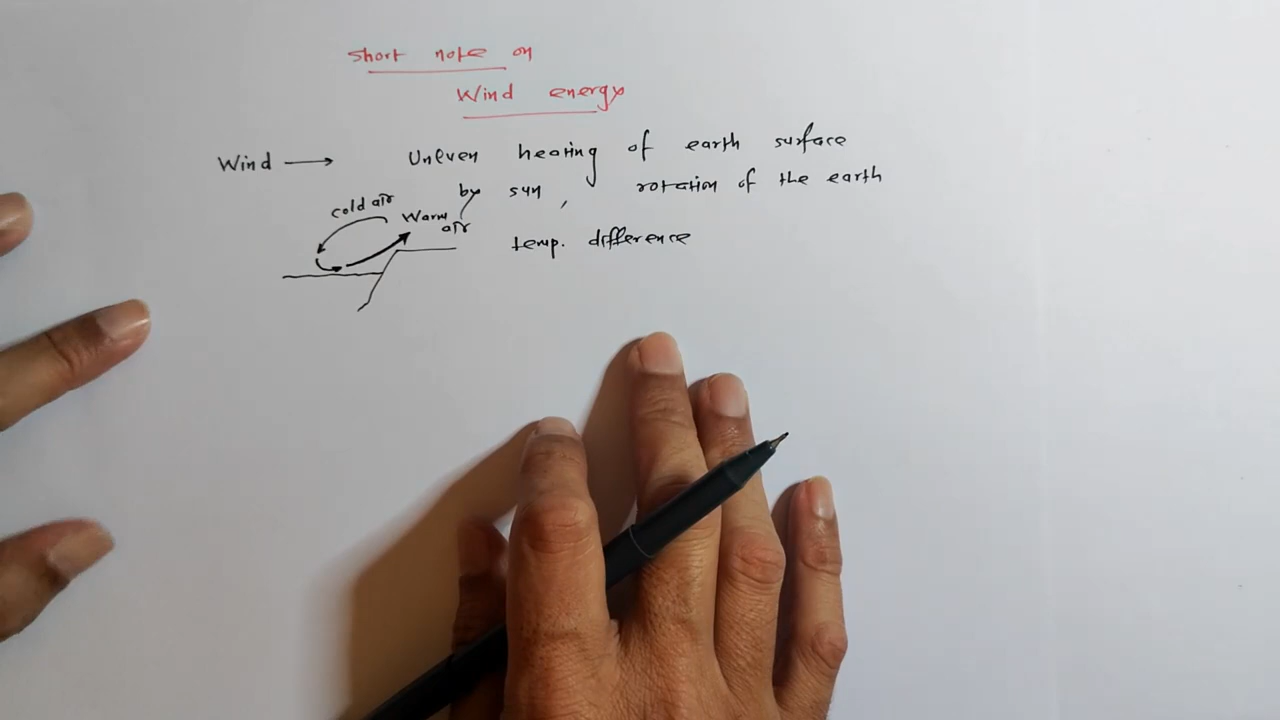 Short note on
Wind energy
Wind → Uneven heating of earth surface
by sun, rotation of the earth
cold air
Warm
air
temp. difference